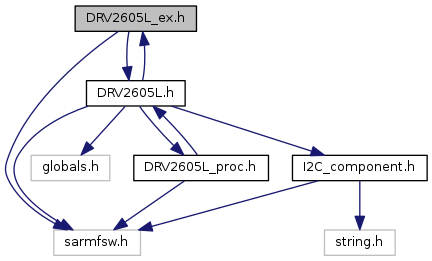 DRV2605L_ex.h
DRV2605L.h
globals.h
DRV2605L_proc.h
I2C_component.h
sarmfsw.h
string.h